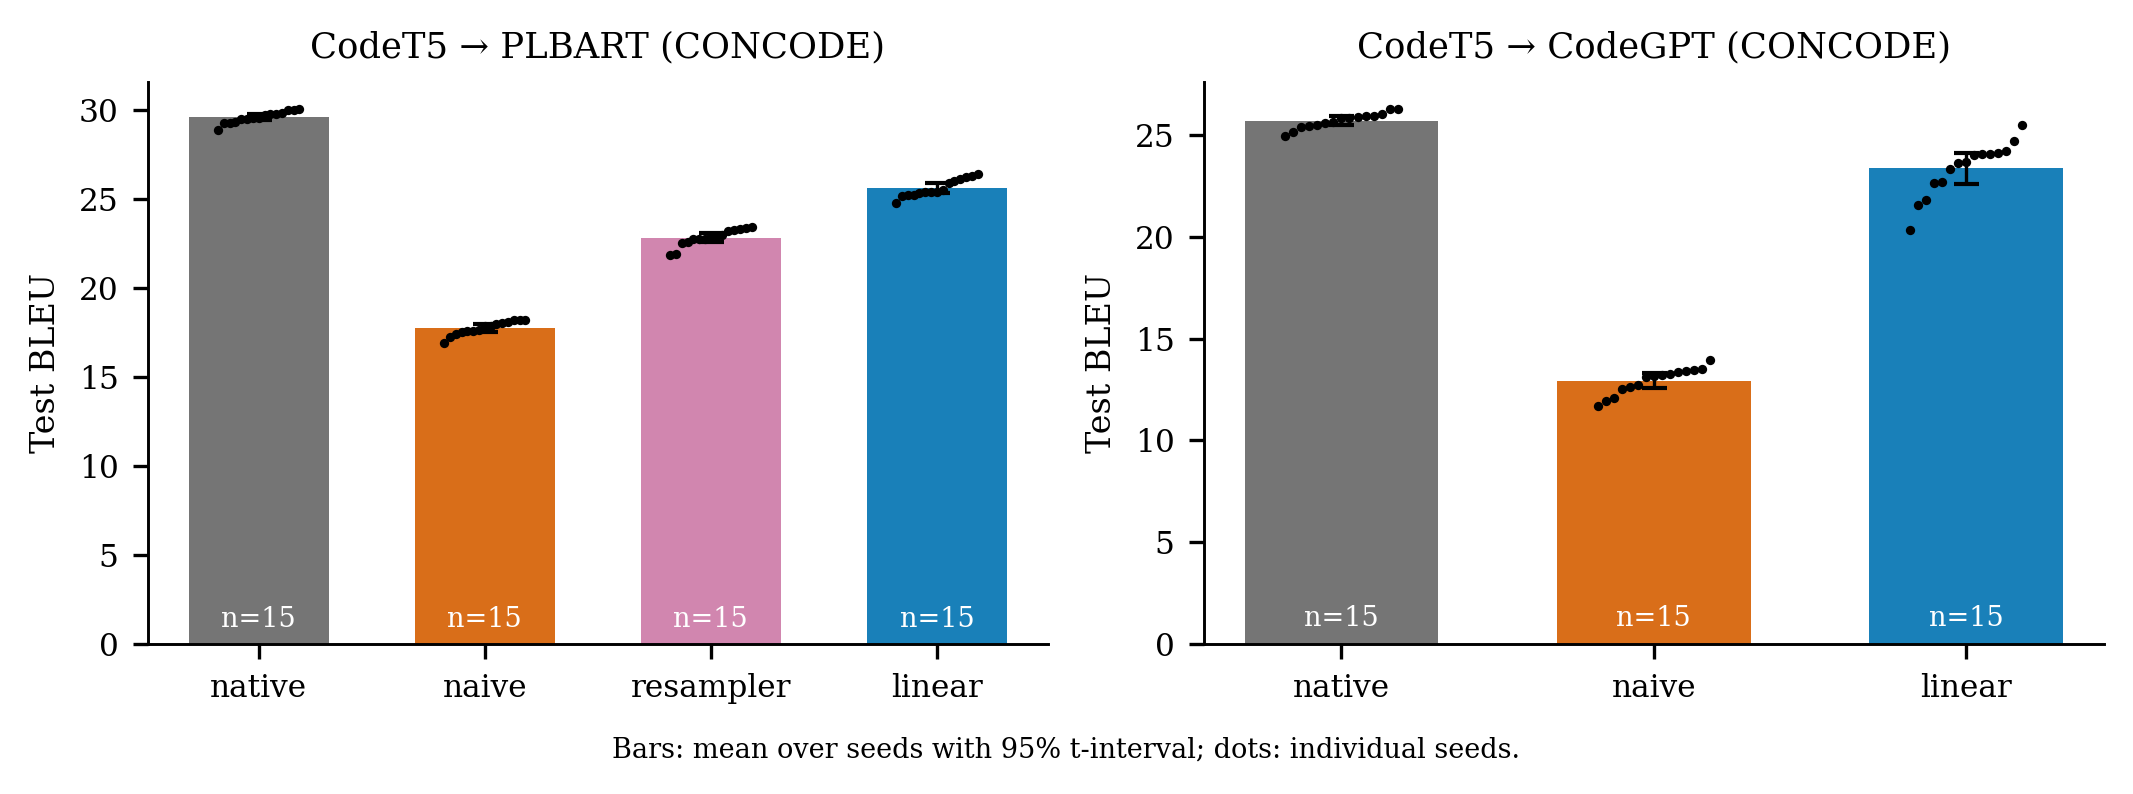 CodeT5 → PLBART (CONCODE)
Test BLEU
30
25
20
15
10
5
0
n=15
n=15
n=15
n=15
native
naive
resampler
linear
CodeT5 → CodeGPT (CONCODE)
Test BLEU
25
20
15
10
5
0
n=15
n=15
n=15
native
naive
linear
Bars: mean over seeds with 95% t-interval; dots: individual seeds.